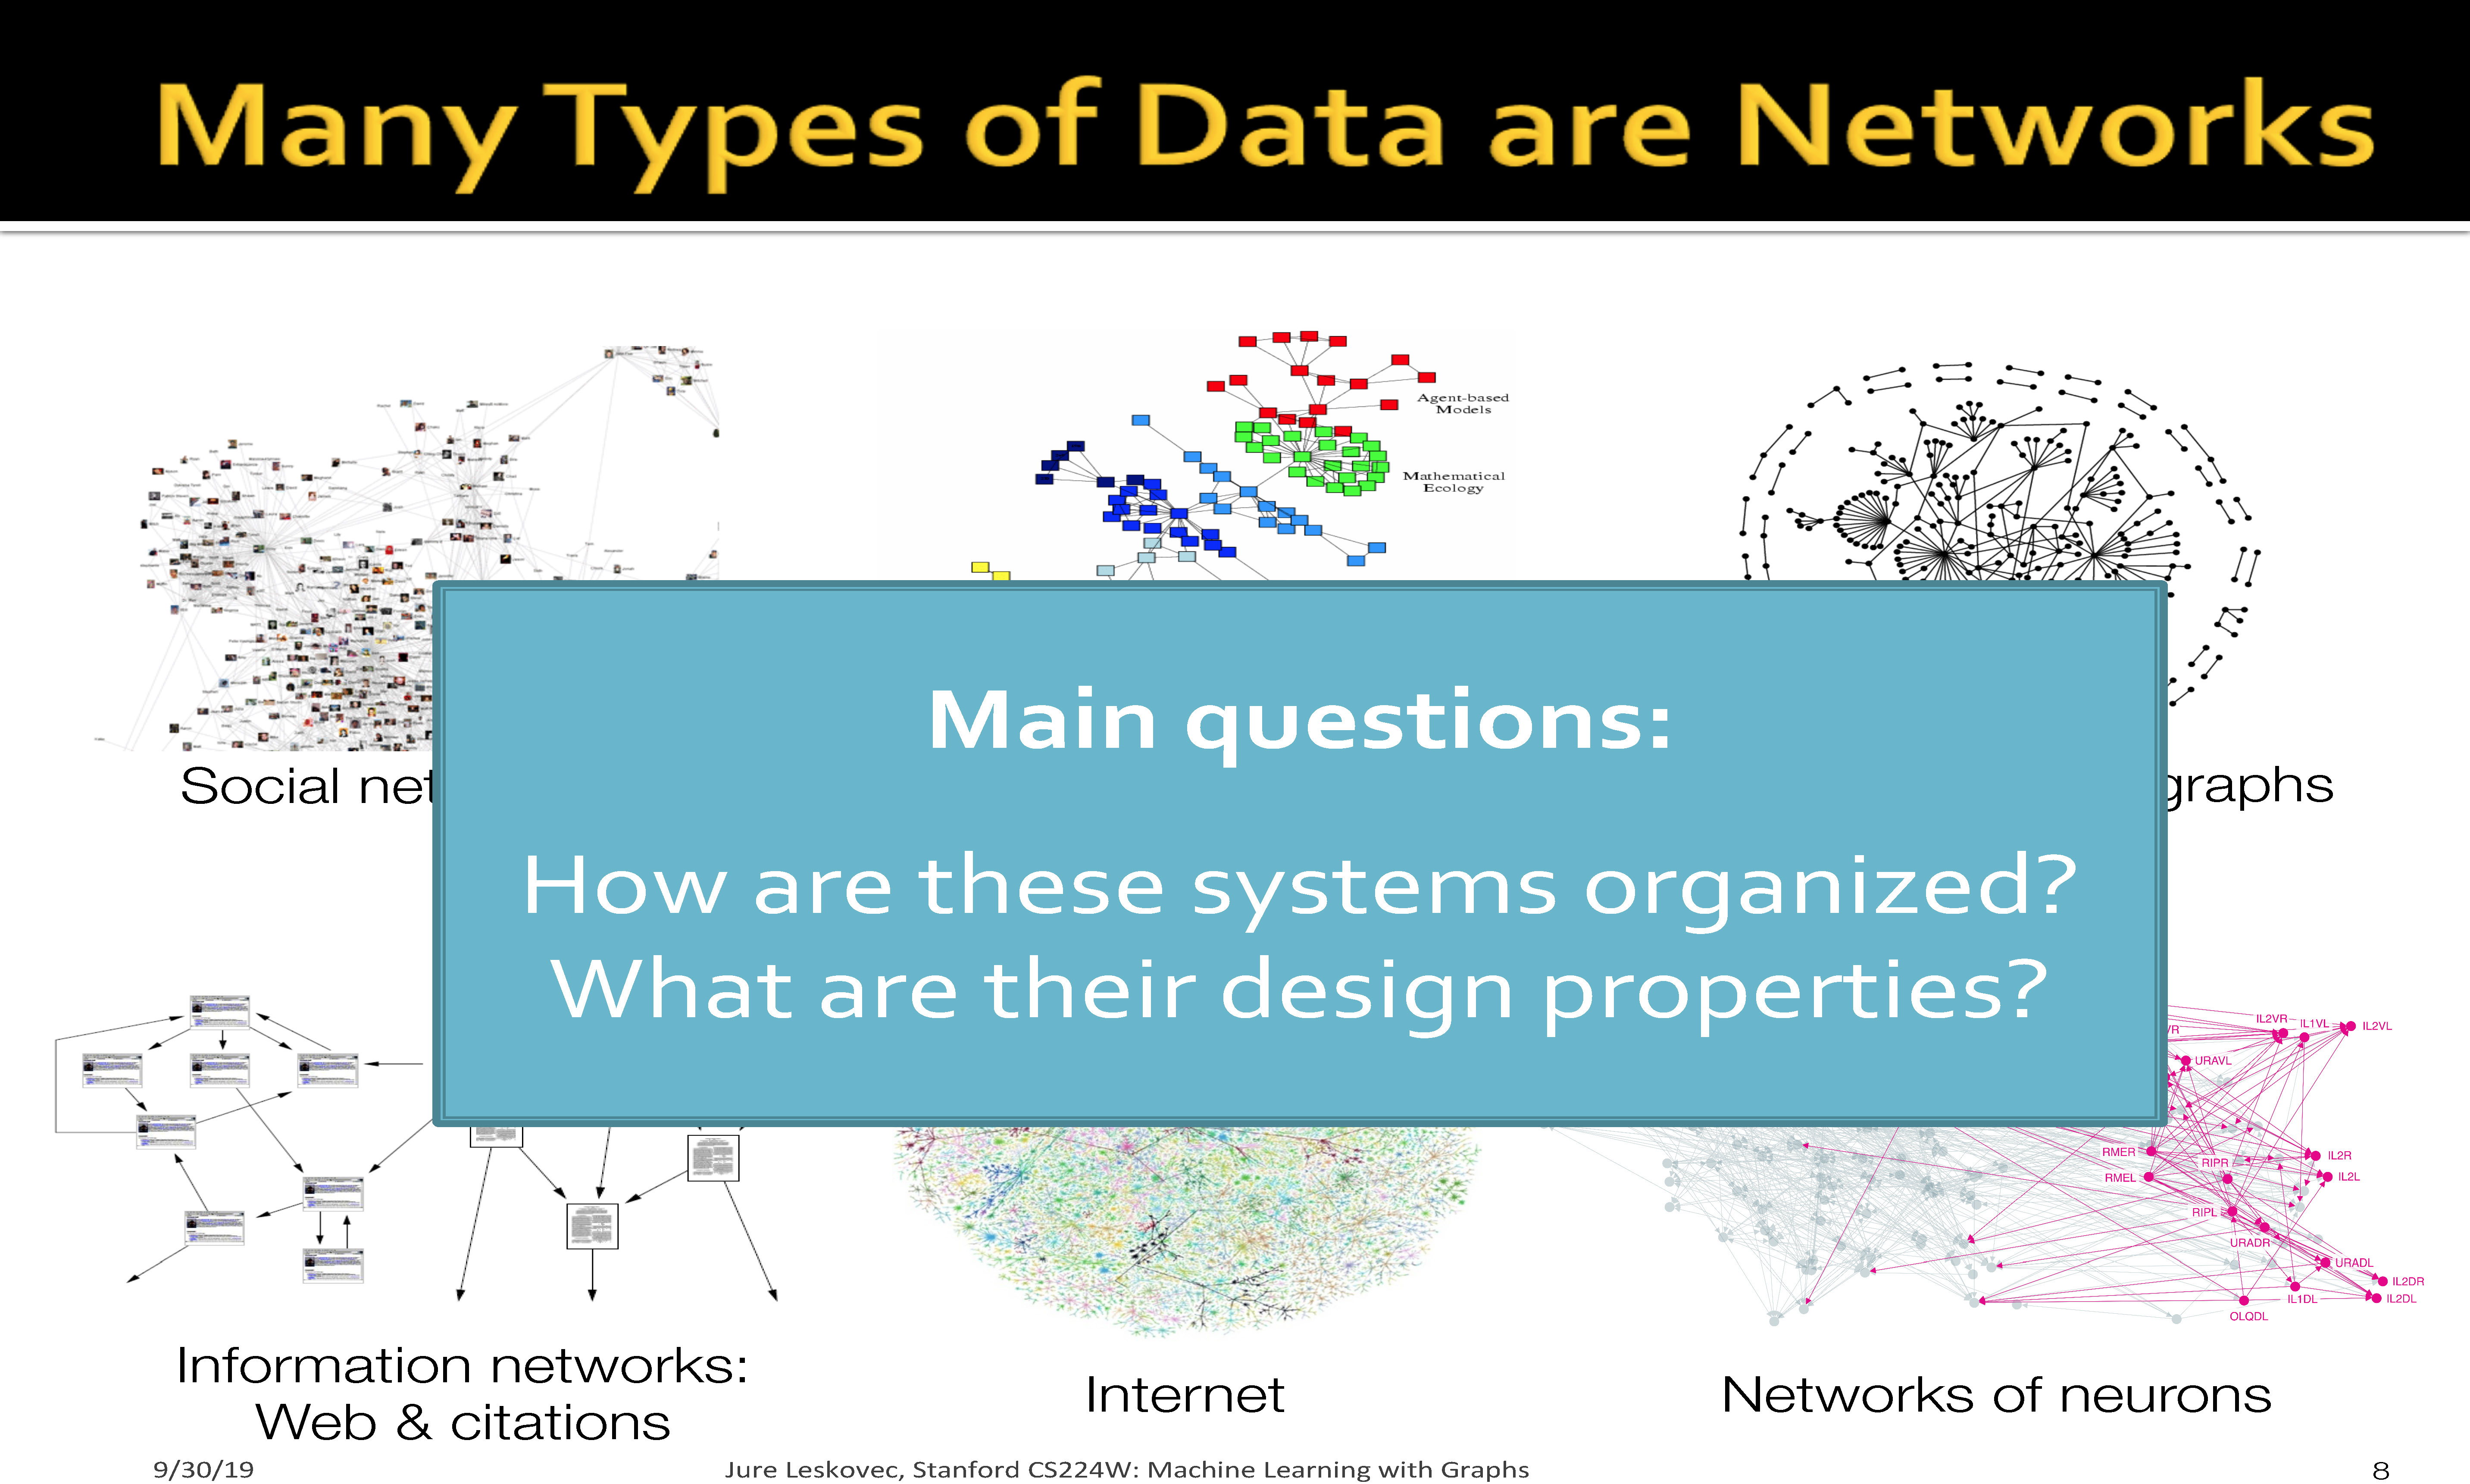 Many Types of Data are Networks
Agent-based
Models
Mathematical
Ecology
Main questions:
How are these systems organized?
What are their design properties?
Social net
graphs
VR
IL2VR
IL1VL
IL2VL
URAVL
RMER
RIPR
IL2R
RMEL
IL2L
RIPL
URADR
URADL
IL2DR
IL1DL
IL2DL
OLQDL
Information networks:
Web & citations
Internet
Networks of neurons
9/30/19
Jure Leskovec, Stanford CS224W: Machine Learning with Graphs
8